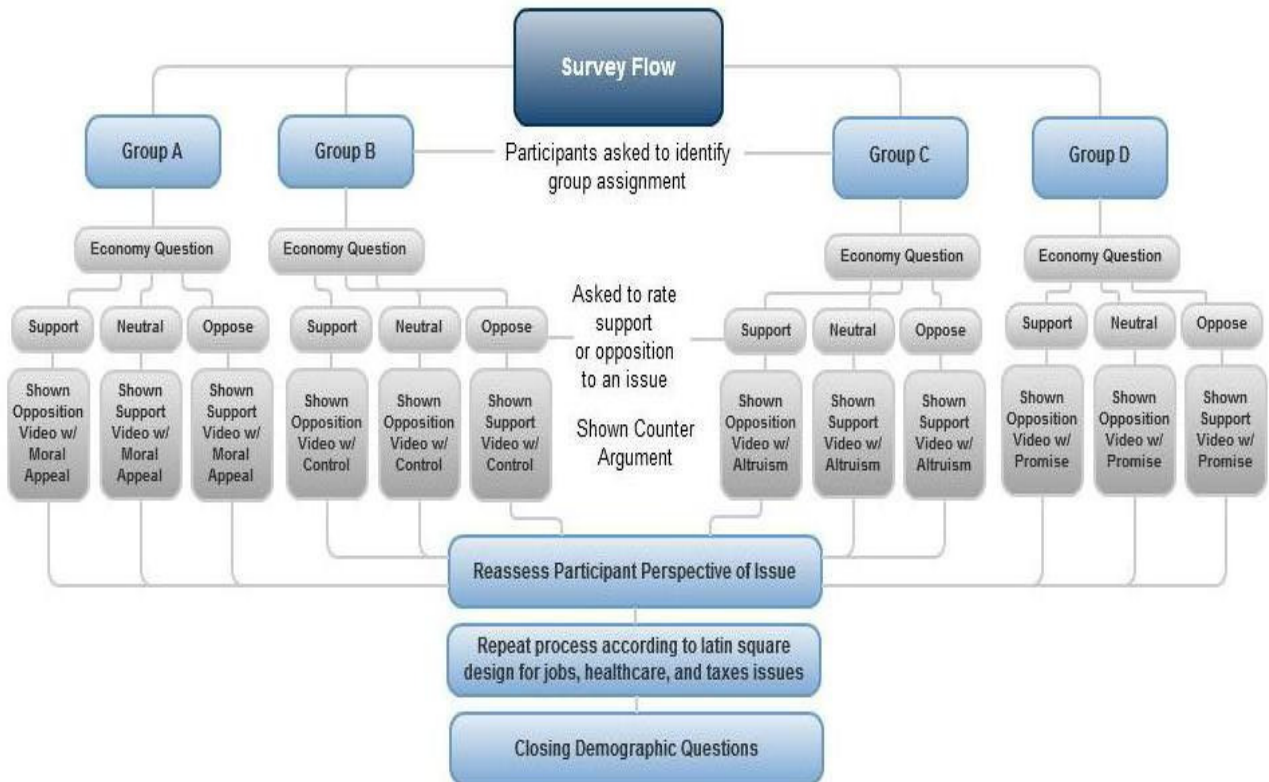 Survey Flow
Group A
Group B
Participants asked to identify
group assignment
Group C
Group D
Economy Question
Economy Question
Economy Question
Economy Question
Support
Neutral
Oppose
Support
Neutral
Oppose
Asked to rate
support
or opposition
to an issue
Support
Neutral
Oppose
Support
Neutral
Oppose
Shown
Opposition
Video w/
Moral
Appeal
Shown
Support
Video w/
Moral
Appeal
Shown
Support
Video w/
Moral
Appeal
Shown
Opposition
Video w/
Control
Shown
Opposition
Video w/
Control
Shown
Support
Video w/
Control
Shown Counter
Argument
Shown
Opposition
Video w/
Altruism
Shown
Support
Video w/
Altruism
Shown
Support
Video w/
Altruism
Shown
Opposition
Video w/
Promise
Shown
Opposition
Video w/
Promise
Shown
Support
Video w/
Promise
Reassess Participant Perspective of Issue
Repeat process according to latin square
design for jobs, healthcare, and taxes issues
Closing Demographic Questions